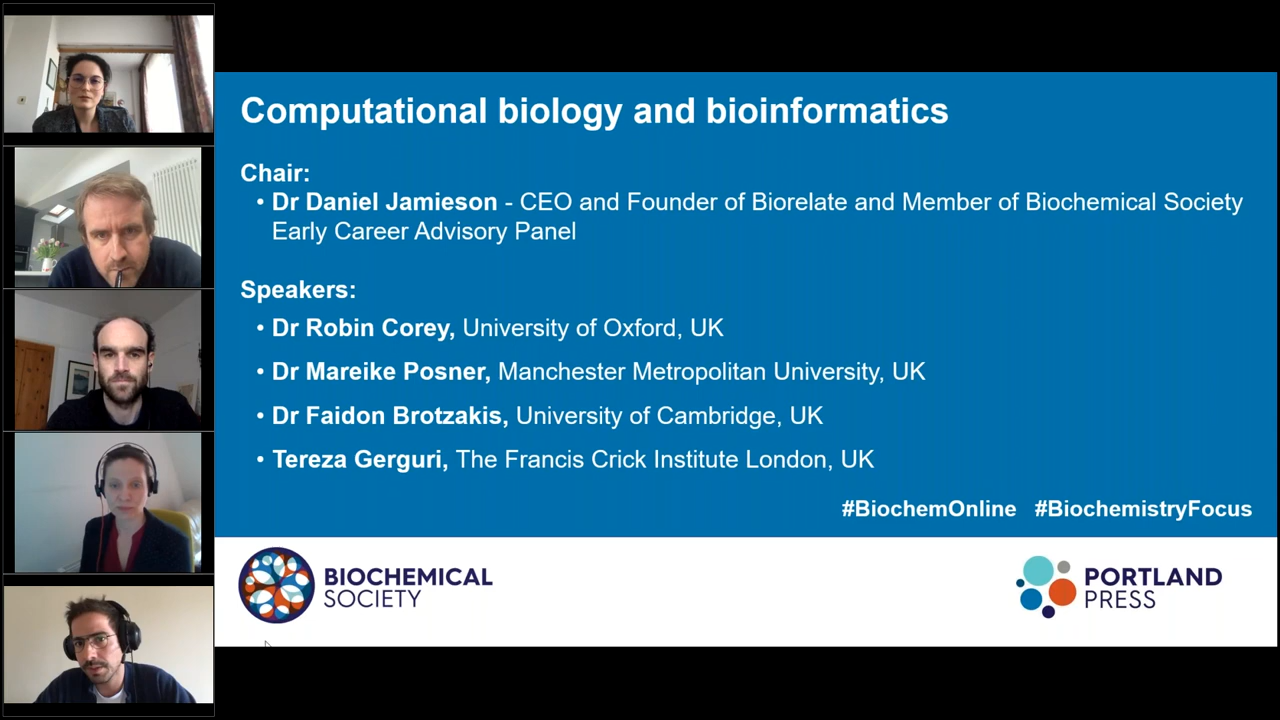 Computational biology and bioinformatics
Chair:
• Dr Daniel Jamieson - CEO and Founder of Biorelate and Member of Biochemical Society
Early Career Advisory Panel
Speakers:
• Dr Robin Corey, University of Oxford, UK
• Dr Mareike Posner, Manchester Metropolitan University, UK
• Dr Faidon Brotzakis, University of Cambridge, UK
• Tereza Gerguri, The Francis Crick Institute London, UK
#BiochemOnline #BiochemistryFocus
BIOCHEMICAL
SOCIETY
PORTLAND
PRESS